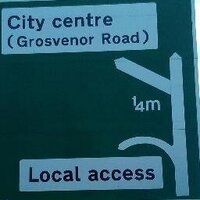 City centre
(Grosvenor Road)
¼m
Local access